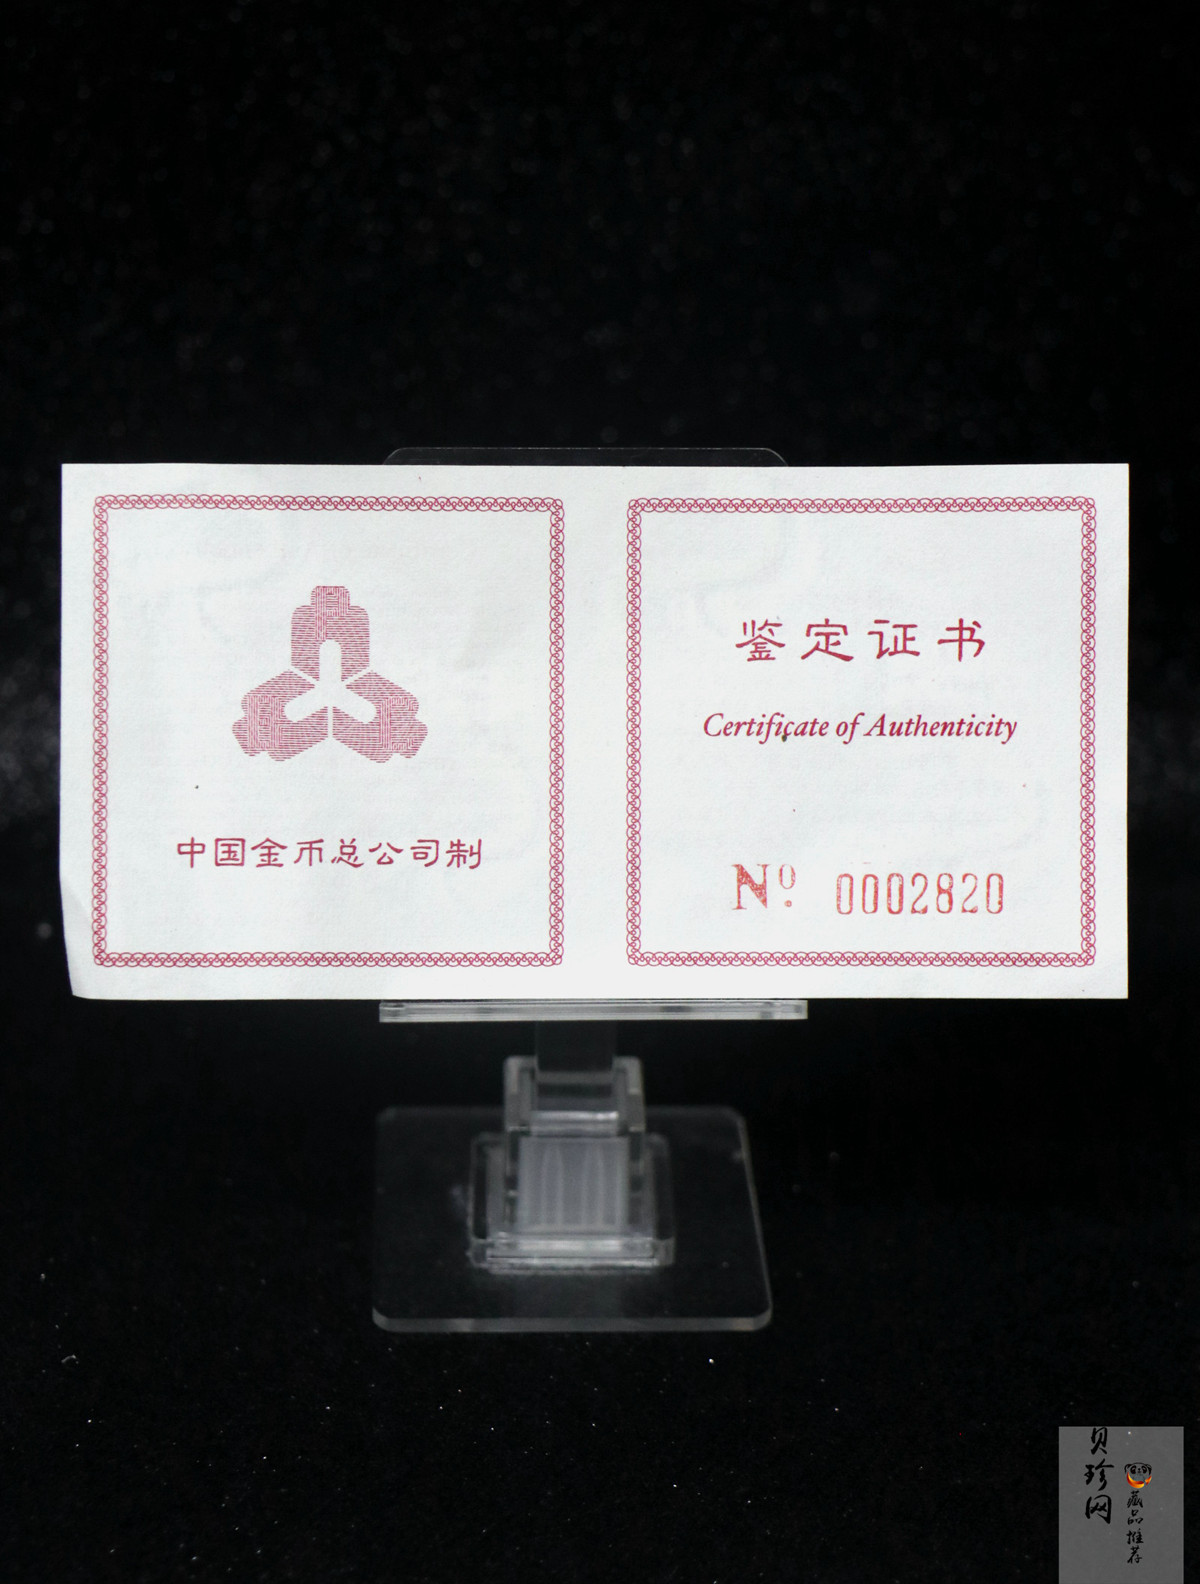 中国金币总公司制
鉴定证书
Certificate of Authenticity
Nº. 0002820
贝珍网
藏品推荐